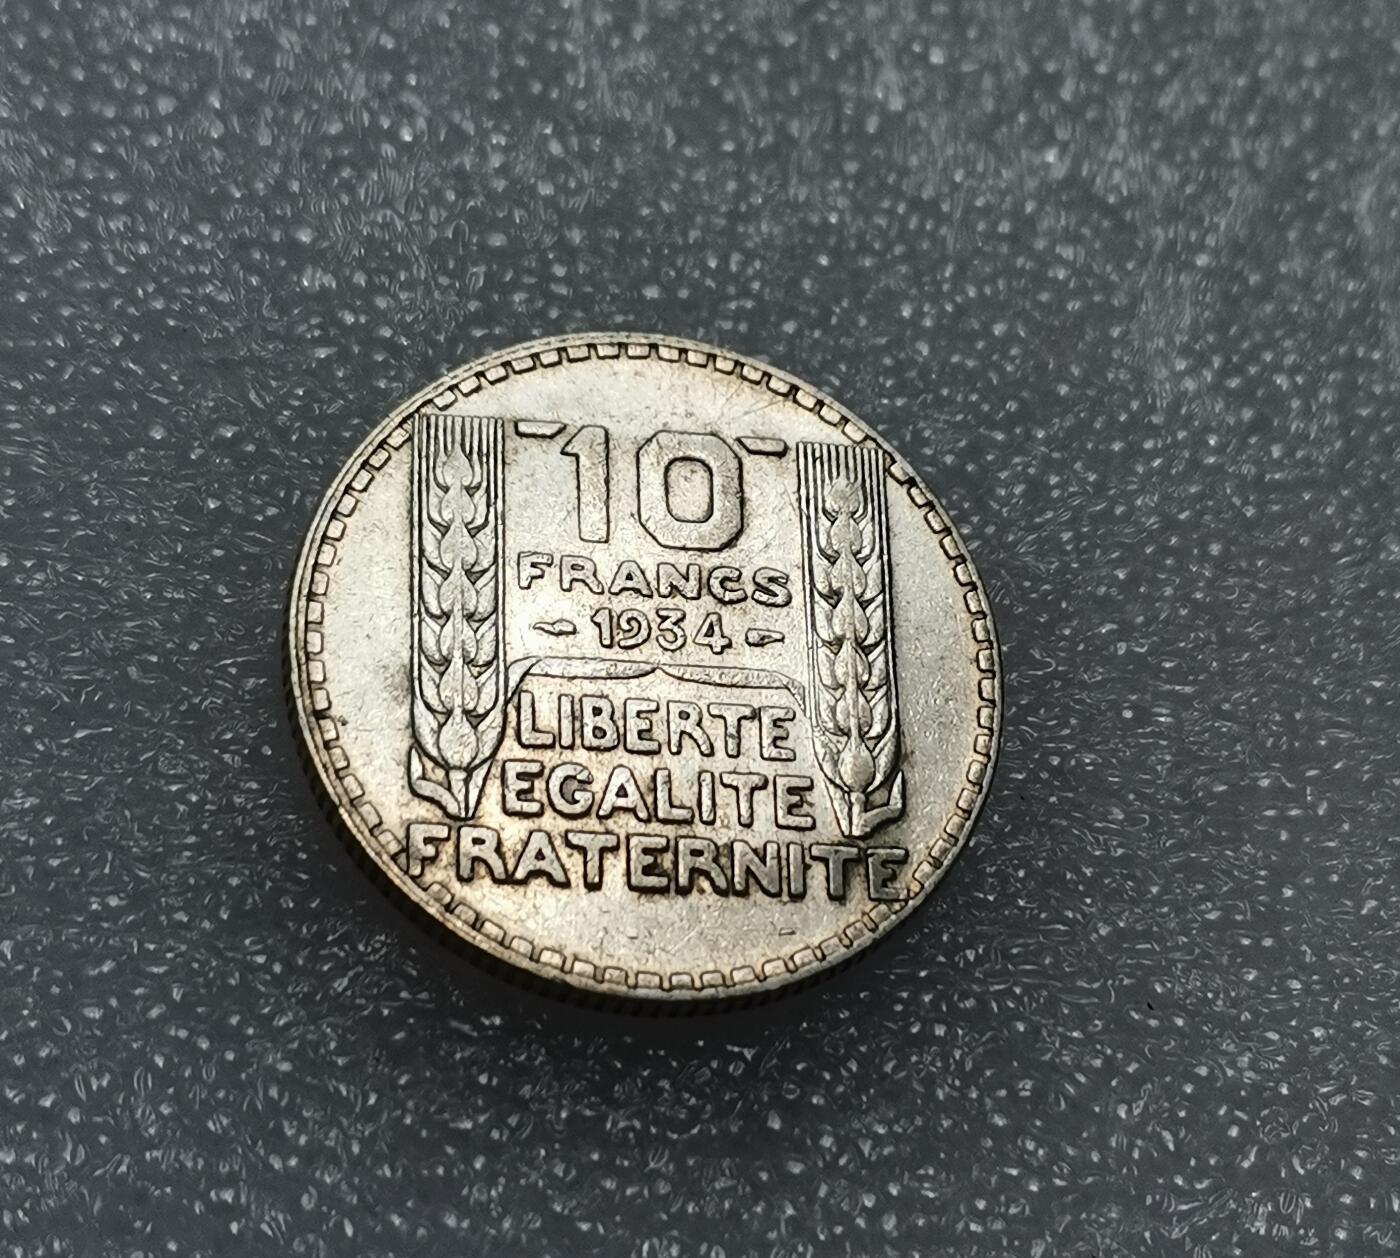 -10-
FRANCS
- 1934 -
LIBERTE
EGALITE
FRATERNITE